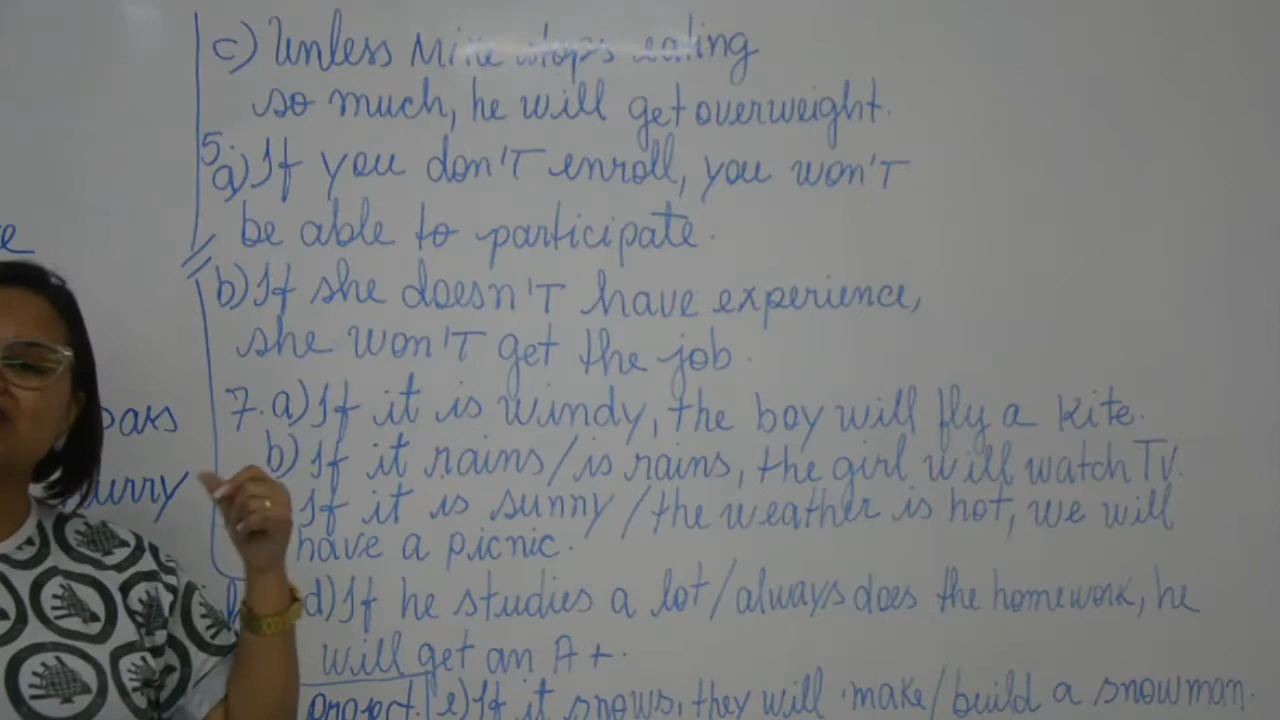 c) Unless Mike stops eating
so much, he will get overweight.
5.
a) If you don't enroll, you won't
be able to participate.
b) If she doesn't have experience,
she won't get the job.
7. a) If it is windy, the boy will fly a kite.
b) If it rains/is rains, the girl will watch TV.
If it is sunny/the weather is hot, we will
have a picnic.
d) If he studies a lot/always does the homework, he
will get an A+.
project. e) If it snows, they will make/build a snowman.